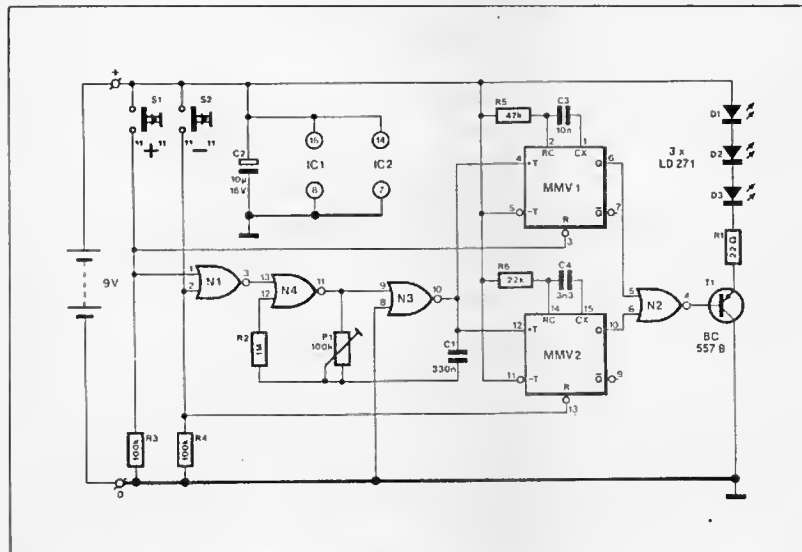 +
S1
S2
"+"
"–"
C2
10µ
16V
16
14
IC1
IC2
8
7
R5
47k
C3
10n
2
1
RC
CX
4
+T
Q
6
MMV1
5
-T
Q
7
R
3
D1
D2
D3
3 x
LD 271
R1
22Ω
T1
BC
557 B
9V
1
2
N1
3
13
12
N4
11
9
8
N3
10
R2
1M
P1
100k
C1
330n
R6
22k
C4
3n3
14
15
RC
CX
12
+T
Q
10
MMV2
11
-T
Q
9
R
13
5
6
N2
4
R3
100k
R4
100k
0